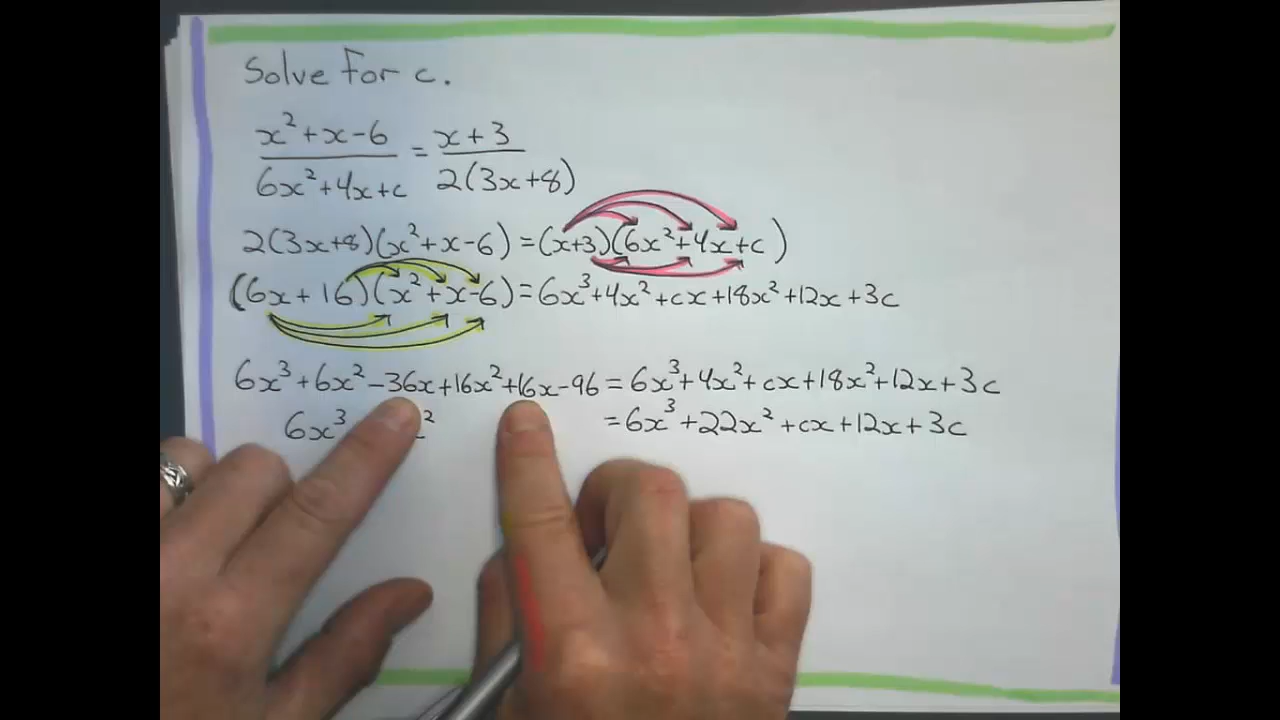 Solve for c.
x²+x-6 / 6x²+4x+c = x+3 / 2(3x+8)
2(3x+8)(x²+x-6)=(x+3)(6x²+4x+c)
(6x+16)(x²+x-6)=6x³+4x²+cx+18x²+12x+3c
6x³+6x²-36x+16x²+16x-96=6x³+4x²+cx+18x²+12x+3c
6x³ x² =6x³+22x²+cx+12x+3c